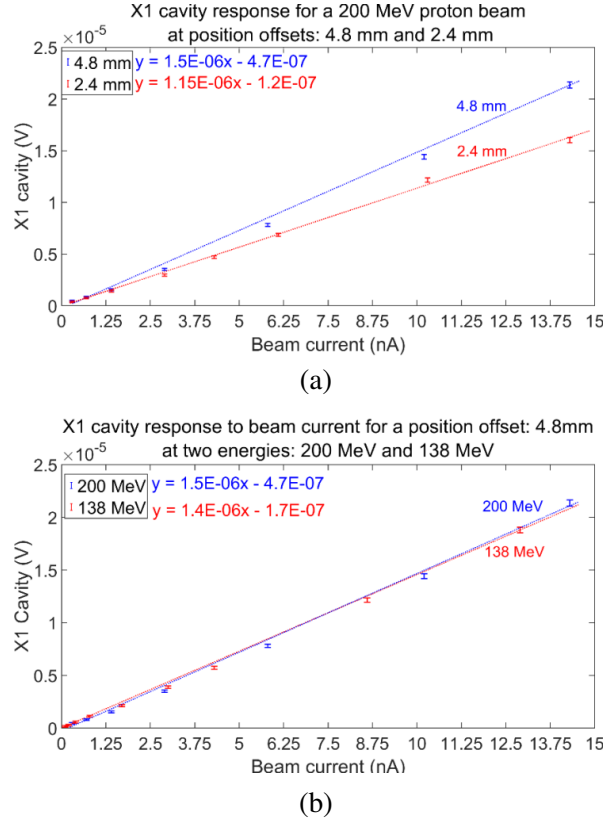 X1 cavity response for a 200 MeV proton beam
at position offsets: 4.8 mm and 2.4 mm
×10^-5
2.5
4.8 mm y = 1.5E-06x - 4.7E-07
2.4 mm y = 1.15E-06x - 1.2E-07
2
4.8 mm
1.5
2.4 mm
X1 cavity (V)
1
0.5
0
0 1.25 2.5 3.75 5 6.25 7.5 8.75 10 11.25 12.5 13.75 15
Beam current (nA)
(a)
X1 cavity response to beam current for a position offset: 4.8mm
at two energies: 200 MeV and 138 MeV
×10^-5
2.5
200 MeV y = 1.5E-06x - 4.7E-07
138 MeV y = 1.4E-06x - 1.7E-07
2
200 MeV
138 MeV
1.5
X1 Cavity (V)
1
0.5
0
0 1.25 2.5 3.75 5 6.25 7.5 8.75 10 11.25 12.5 13.75 15
Beam current (nA)
(b)